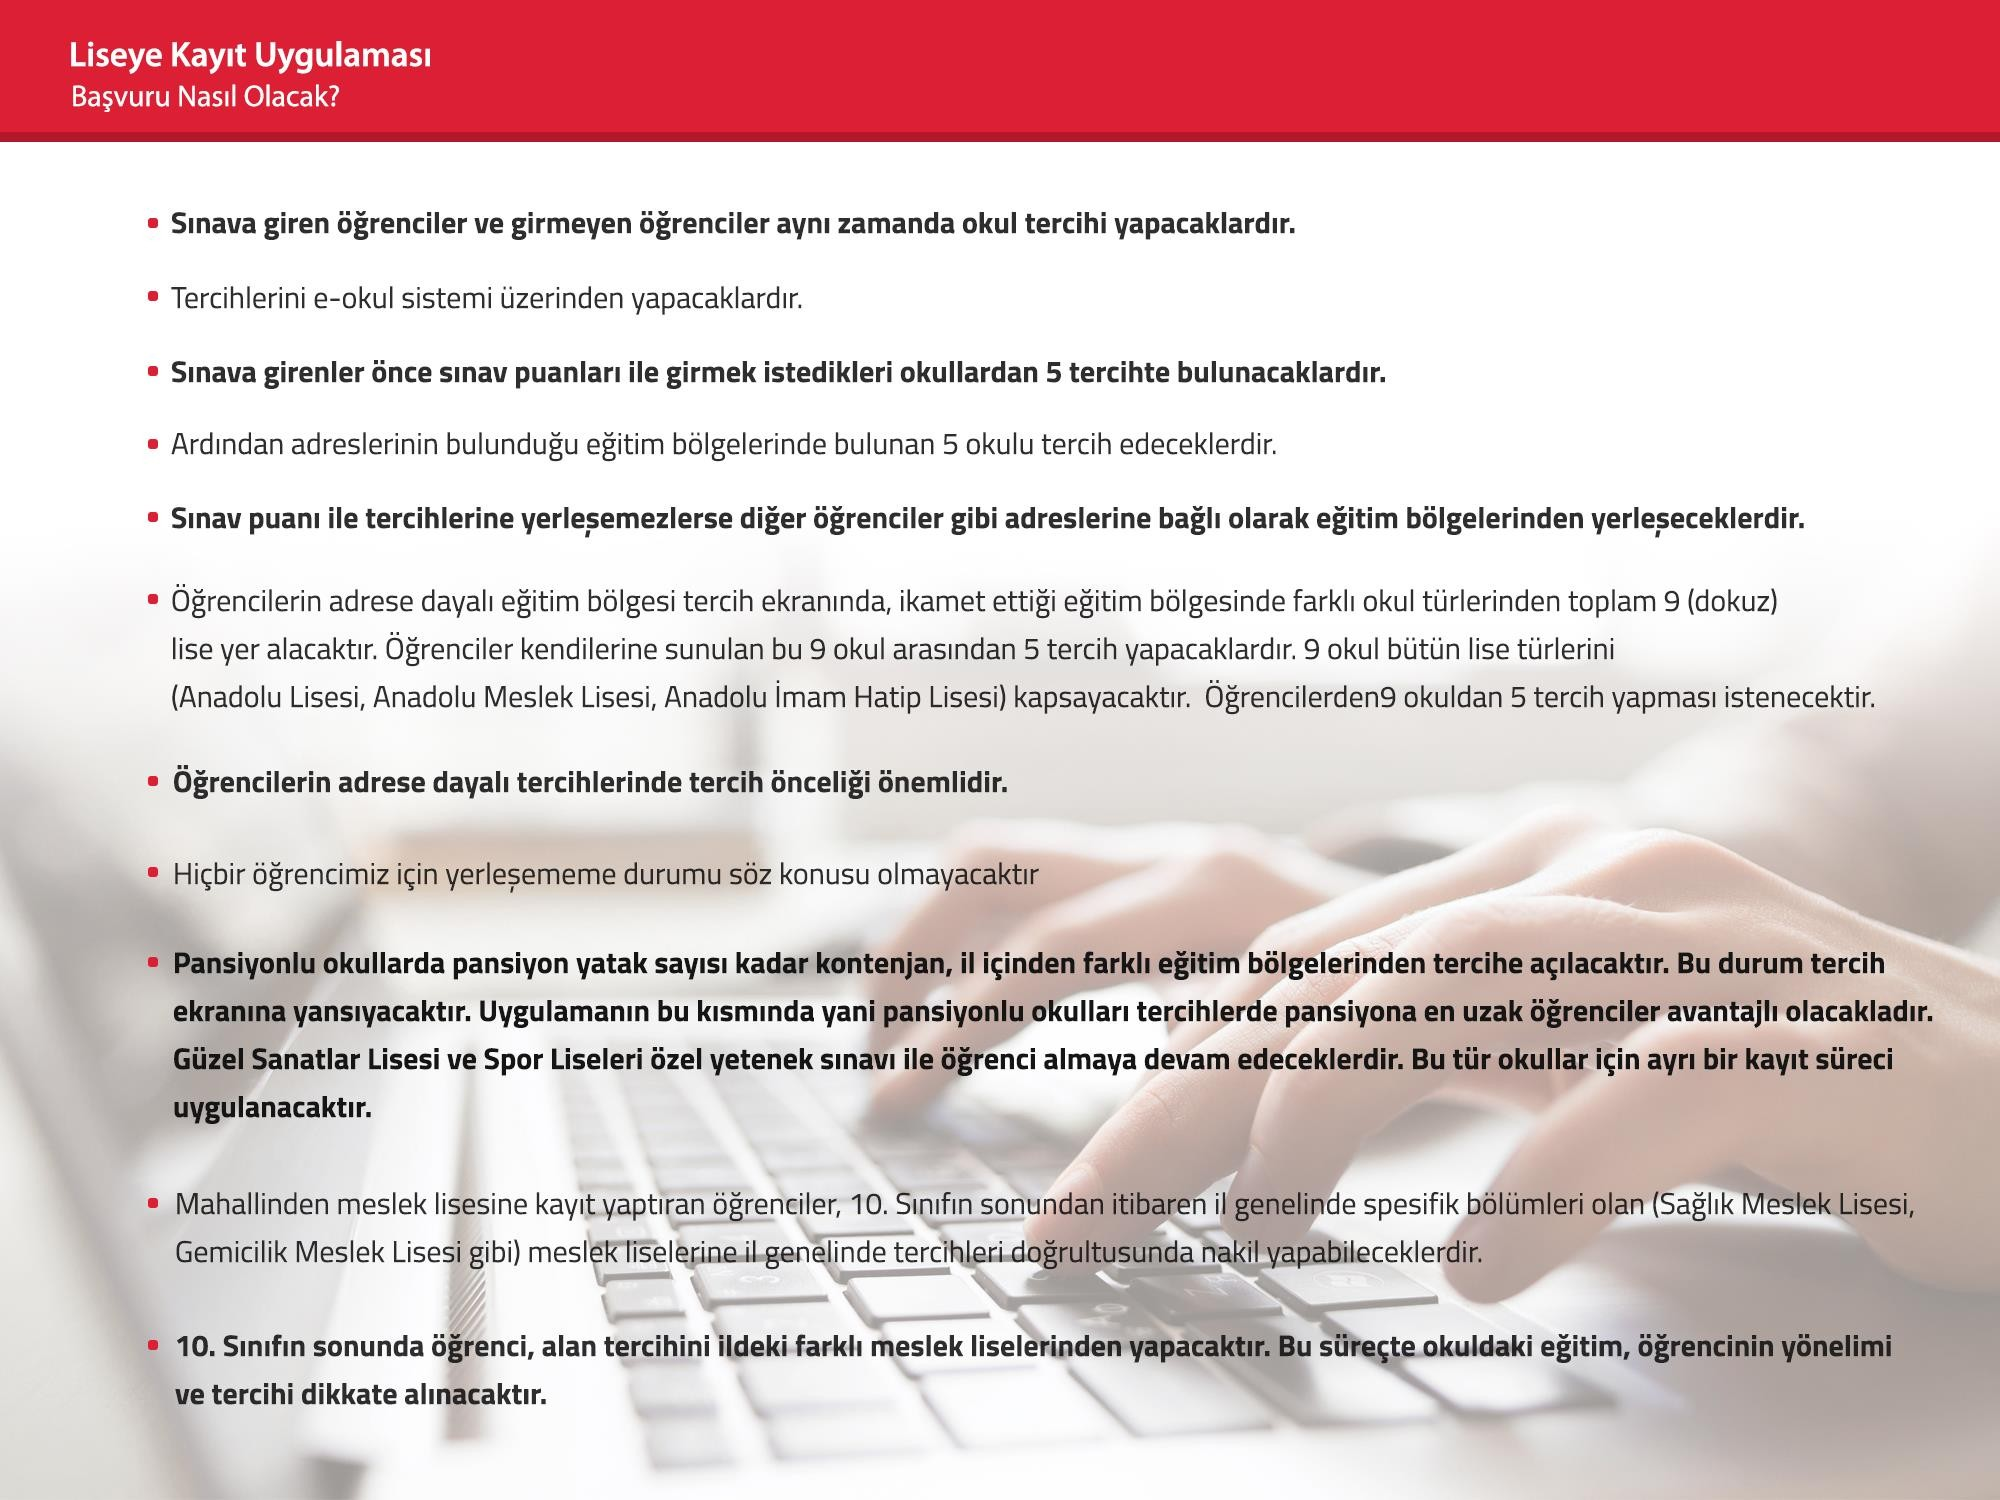 Liseye Kayıt Uygulaması
Başvuru Nasıl Olacak?
Sınava giren öğrenciler ve girmeyen öğrenciler aynı zamanda okul tercihi yapacaklardır.
Tercihlerini e-okul sistemi üzerinden yapacaklardır.
Sınava girenler önce sınav puanları ile girmek istedikleri okullardan 5 tercihte bulunacaklardır.
Ardından adreslerinin bulunduğu eğitim bölgelerinde bulunan 5 okulu tercih edeceklerdir.
Sınav puanı ile tercihlerine yerleşemezlerse diğer öğrenciler gibi adreslerine bağlı olarak eğitim bölgelerinden yerleşeceklerdir.
Öğrencilerin adrese dayalı eğitim bölgesi tercih ekranında, ikamet ettiği eğitim bölgesinde farklı okul türlerinden toplam 9 (dokuz)
lise yer alacaktır. Öğrenciler kendilerine sunulan bu 9 okul arasından 5 tercih yapacaklardır. 9 okul bütün lise türlerini
(Anadolu Lisesi, Anadolu Meslek Lisesi, Anadolu İmam Hatip Lisesi) kapsayacaktır. Öğrencilerden9 okuldan 5 tercih yapması istenecektir.
Öğrencilerin adrese dayalı tercihlerinde tercih önceliği önemlidir.
Hiçbir öğrencimiz için yerleşememe durumu söz konusu olmayacaktır
Pansiyonlu okullarda pansiyon yatak sayısı kadar kontenjan, il içinden farklı eğitim bölgelerinden tercihe açılacaktır. Bu durum tercih
ekranına yansıyacaktır. Uygulamanın bu kısmında yani pansiyonlu okulları tercihlerde pansiyona en uzak öğrenciler avantajlı olacakladır.
Güzel Sanatlar Lisesi ve Spor Liseleri özel yetenek sınavı ile öğrenci almaya devam edeceklerdir. Bu tür okullar için ayrı bir kayıt süreci
uygulanacaktır.
Mahallinden meslek lisesine kayıt yaptıran öğrenciler, 10. Sınıfın sonundan itibaren il genelinde spesifik bölümleri olan (Sağlık Meslek Lisesi,
Gemicilik Meslek Lisesi gibi) meslek liselerine il genelinde tercihleri doğrultusunda nakil yapabileceklerdir.
10. Sınıfın sonunda öğrenci, alan tercihini ildeki farklı meslek liselerinden yapacaktır. Bu süreçte okuldaki eğitim, öğrencinin yönelimi
ve tercihi dikkate alınacaktır.